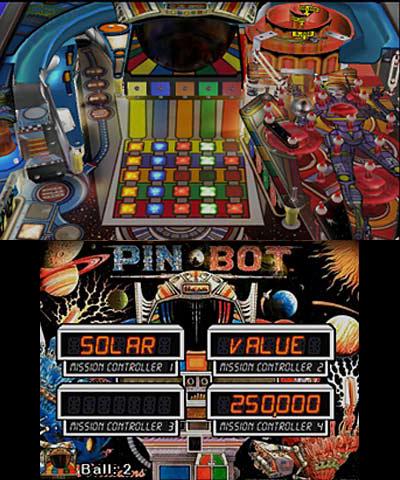 PIN BOT
SOLAR
VALUE
MISSION CONTROLLER 1
MISSION CONTROLLER 2
250,000
MISSION CONTROLLER 3
MISSION CONTROLLER 4
Ball: 2